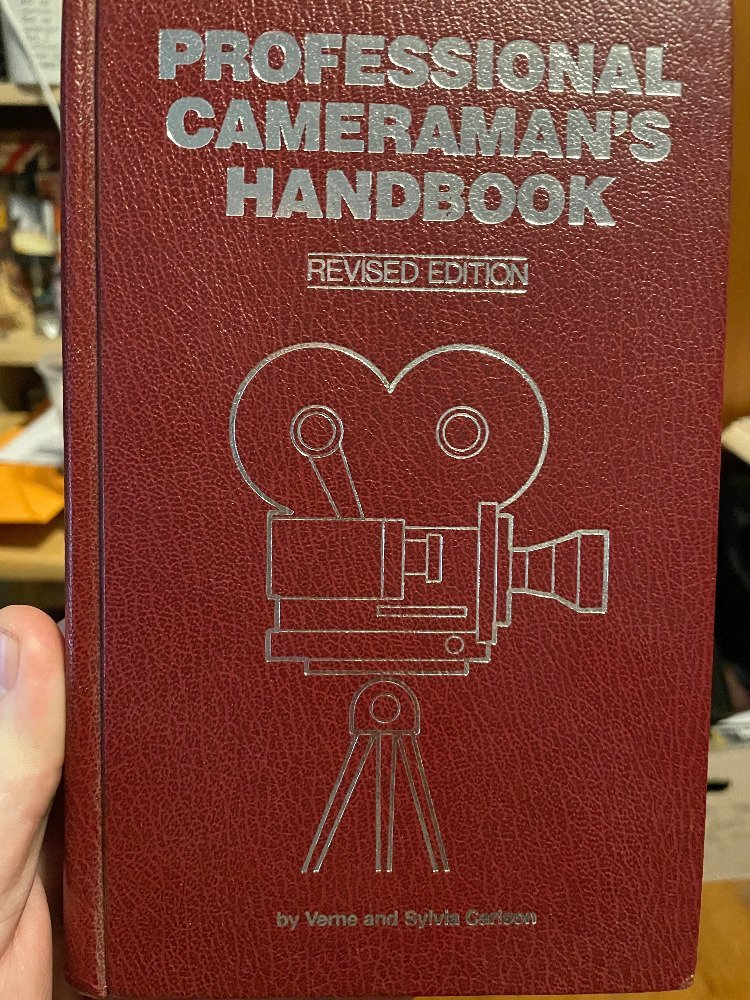 PROFESSIONAL
CAMERAMAN'S
HANDBOOK
REVISED EDITION
by Verne and Sylvia Carlson